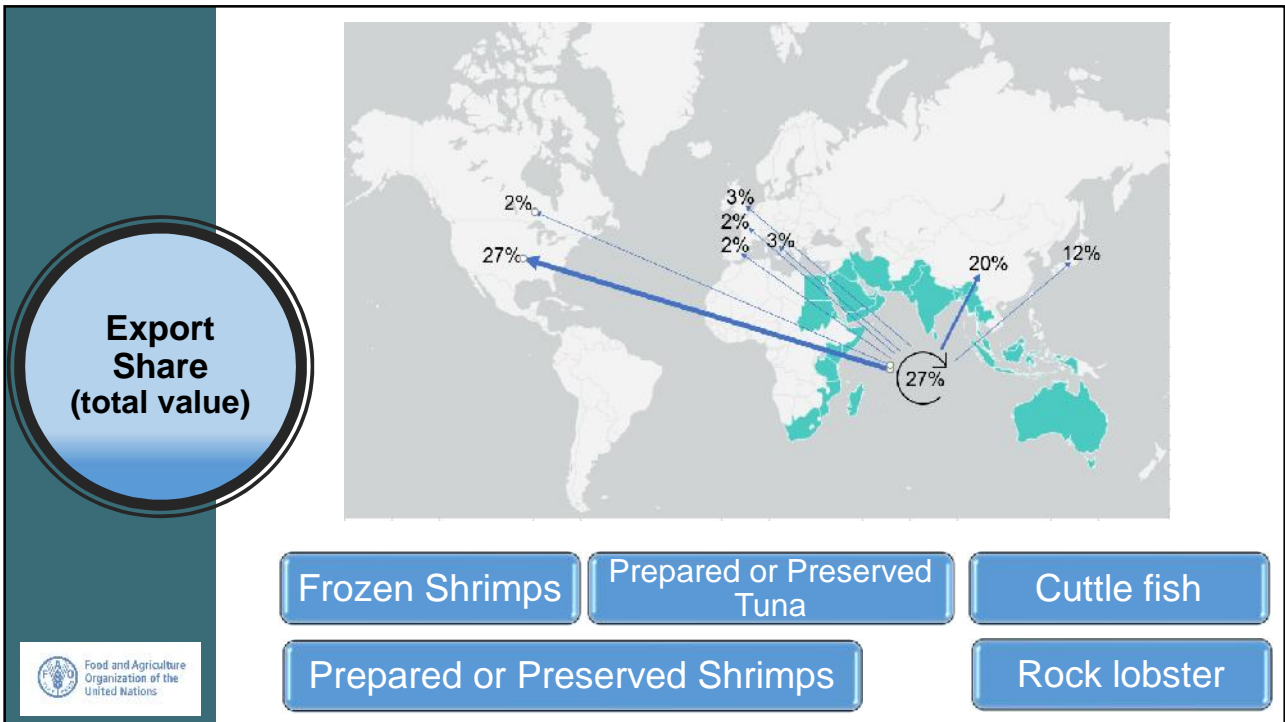 Export
Share
(total value)
2%
27%
3%
2%
2%
3%
20%
12%
27%
Frozen Shrimps
Prepared or Preserved
Tuna
Cuttle fish
Prepared or Preserved Shrimps
Rock lobster
Food and Agriculture
Organization of the
United Nations